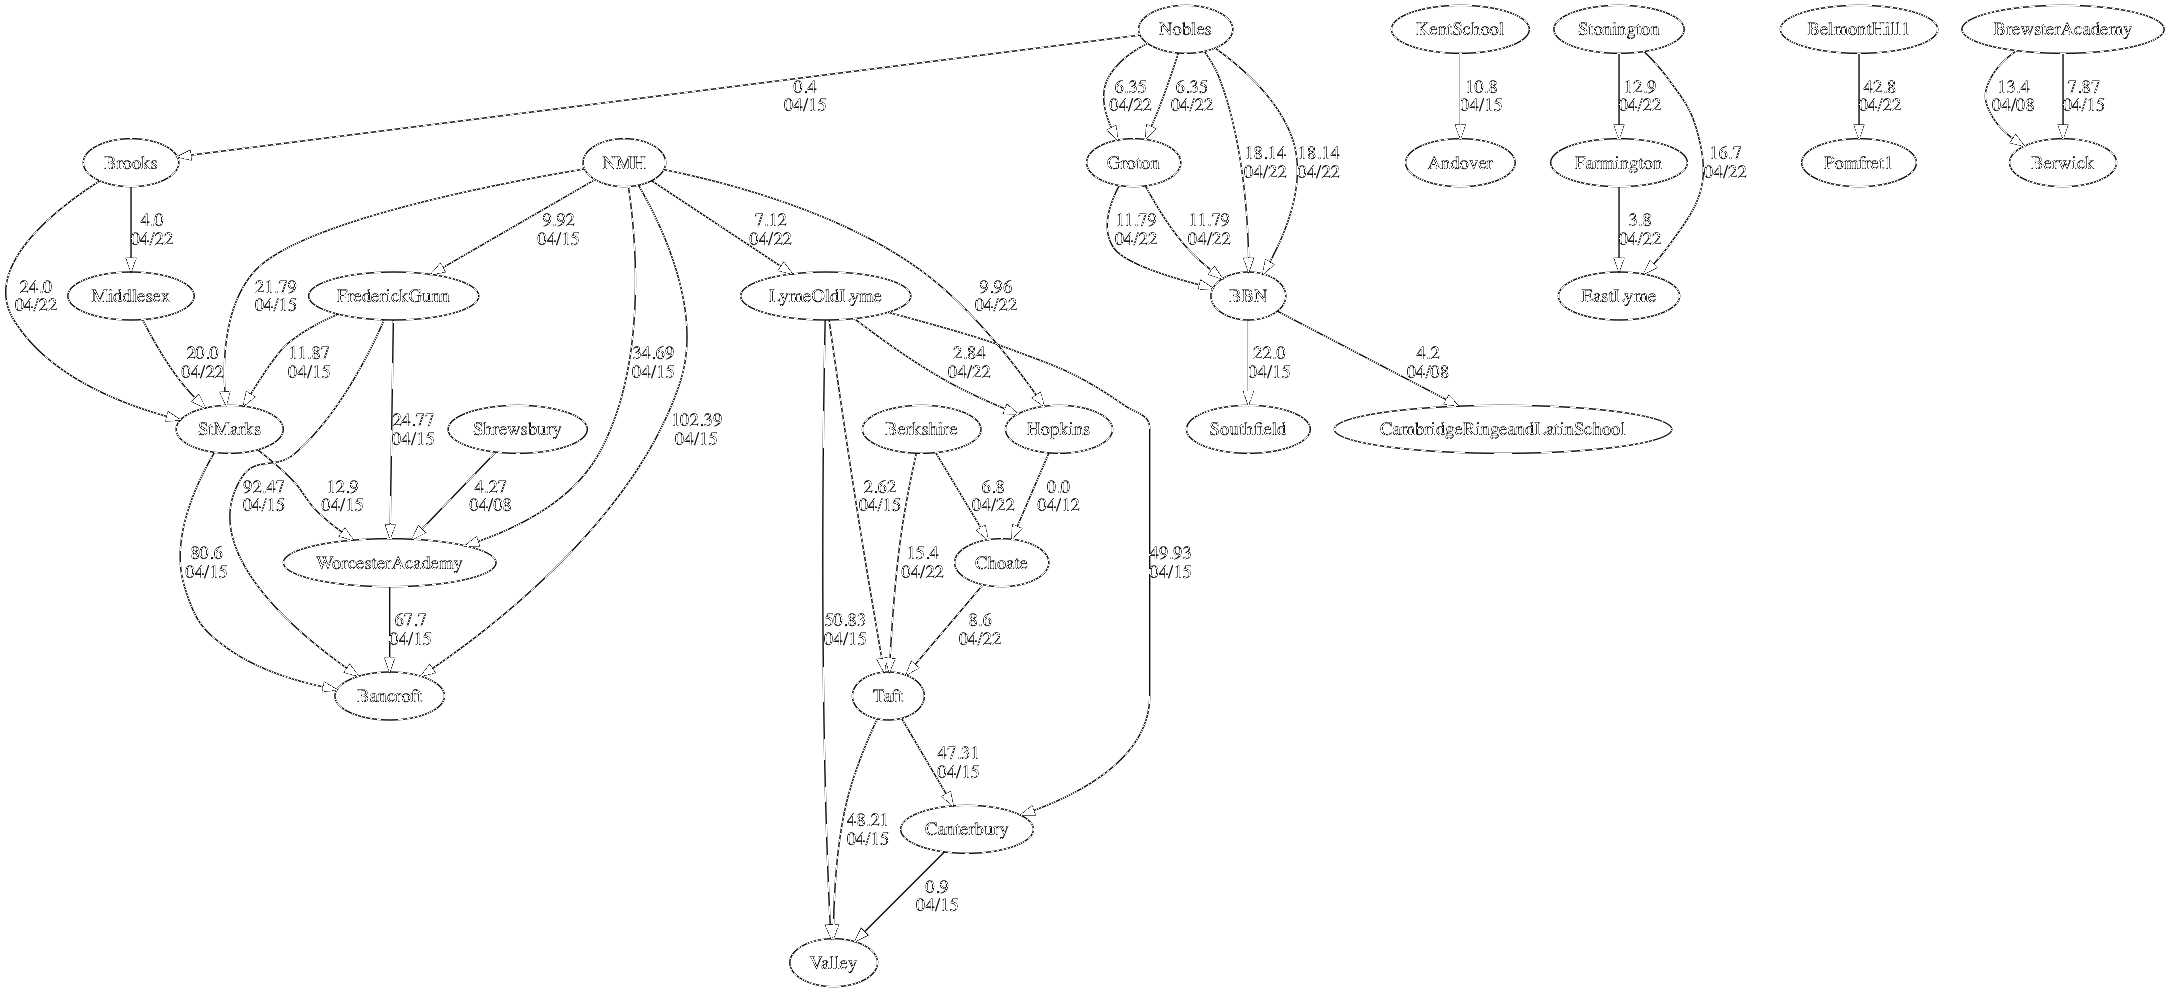 Nobles
KentSchool
Stonington
BelmontHill1
BrewsterAcademy
0.4
04/15
6.35
04/22
6.35
04/22
10.8
04/15
12.9
04/22
42.8
04/22
13.4
04/08
7.87
04/15
Brooks
NMH
Groton
18.14
04/22
18.14
04/22
Andover
Farmington
16.7
04/22
Pomfret1
Berwick
4.0
04/22
9.92
04/15
7.12
04/22
11.79
04/22
11.79
04/22
3.8
04/22
24.0
04/22
Middlesex
21.79
04/15
FrederickGunn
LymeOldLyme
9.96
04/22
BBN
EastLyme
20.0
04/22
11.87
04/15
34.69
04/15
2.84
04/22
22.0
04/15
4.2
04/08
StMarks
24.77
04/15
Shrewsbury
102.39
04/15
Berkshire
Hopkins
Southfield
CambridgeRingeandLatinSchool
92.47
04/15
12.9
04/15
4.27
04/08
2.62
04/15
6.8
04/22
0.0
04/12
80.6
04/15
WorcesterAcademy
15.4
04/22
Choate
49.93
04/15
67.7
04/15
50.83
04/15
8.6
04/22
Bancroft
Taft
47.31
04/15
48.21
04/15
Canterbury
0.9
04/15
Valley